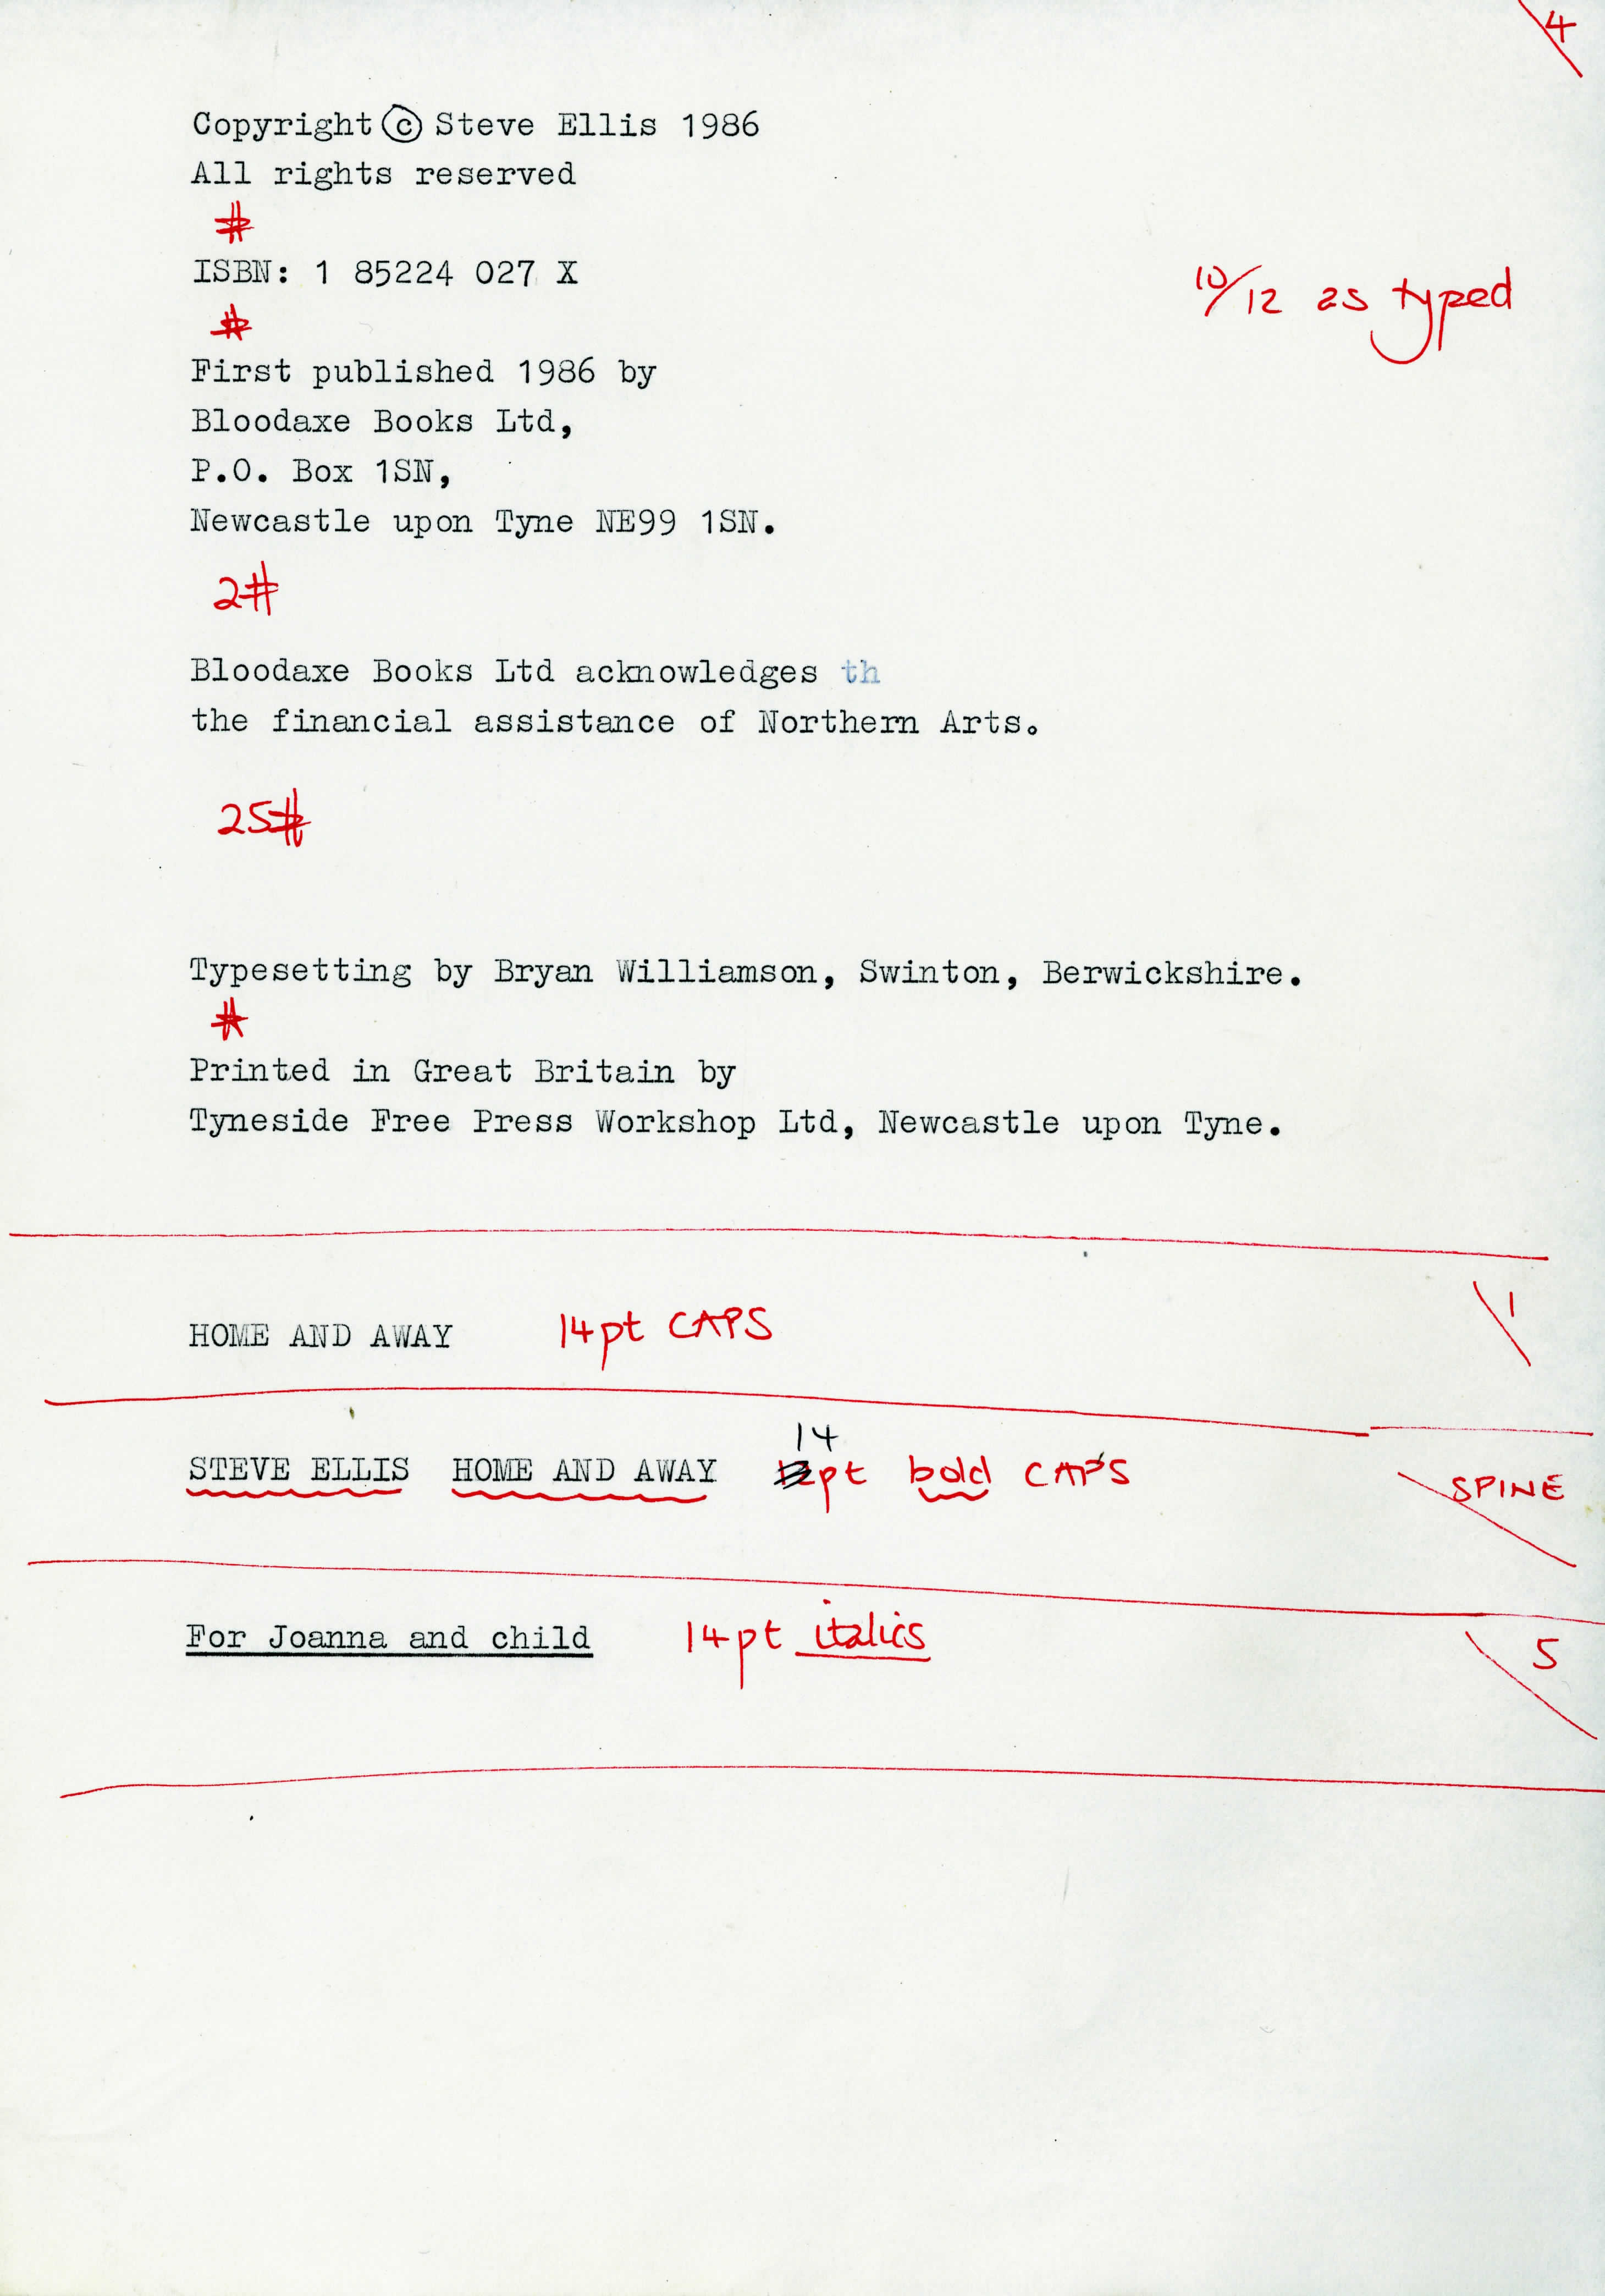 4
Copyright © Steve Ellis 1986
All rights reserved
#
ISBN: 1 85224 027 X
10/12 as typed
#
First published 1986 by
Bloodaxe Books Ltd,
P.O. Box 1SN,
Newcastle upon Tyne NE99 1SN.
2#
Bloodaxe Books Ltd acknowledges th
the financial assistance of Northern Arts.
25#
Typesetting by Bryan Williamson, Swinton, Berwickshire.
#
Printed in Great Britain by
Tyneside Free Press Workshop Ltd, Newcastle upon Tyne.
HOME AND AWAY 14pt CAPS 1
14
STEVE ELLIS HOME AND AWAY pt bold CAPS SPINE
For Joanna and child 14pt italics 5